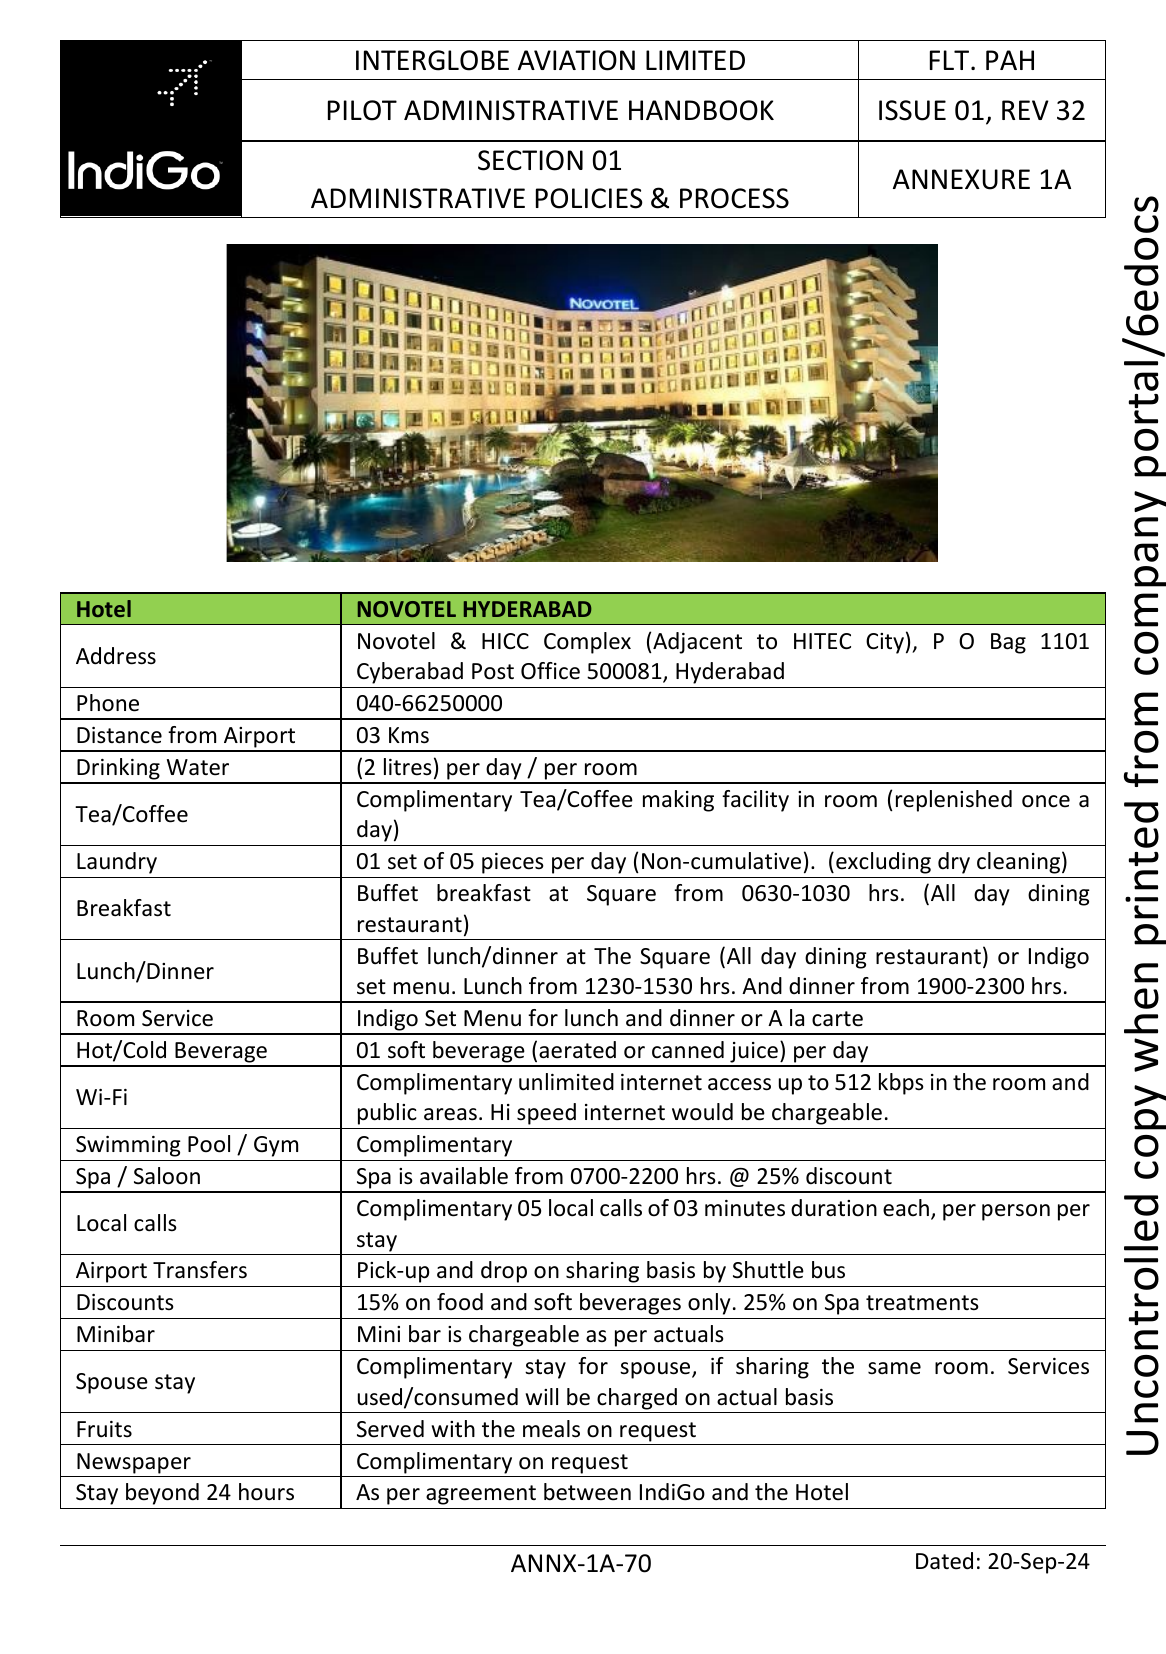 IndiGo
INTERGLOBE AVIATION LIMITED
FLT. PAH
PILOT ADMINISTRATIVE HANDBOOK
ISSUE 01, REV 32
SECTION 01
ADMINISTRATIVE POLICIES & PROCESS
ANNEXURE 1A
NOVOTEL
Hotel
NOVOTEL HYDERABAD
Address
Novotel & HICC Complex (Adjacent to HITEC City), P O Bag 1101
Cyberabad Post Office 500081, Hyderabad
Phone
040-66250000
Distance from Airport
03 Kms
Drinking Water
(2 litres) per day / per room
Tea/Coffee
Complimentary Tea/Coffee making facility in room (replenished once a
day)
Laundry
01 set of 05 pieces per day (Non-cumulative).  (excluding dry cleaning)
Breakfast
Buffet breakfast at Square from 0630-1030 hrs. (All day dining
restaurant)
Lunch/Dinner
Buffet lunch/dinner at The Square (All day dining restaurant) or Indigo
set menu. Lunch from 1230-1530 hrs. And dinner from 1900-2300 hrs.
Room Service
Indigo Set Menu for lunch and dinner or A la carte
Hot/Cold Beverage
01 soft beverage (aerated or canned juice) per day
Wi-Fi
Complimentary unlimited internet access up to 512 kbps in the room and
public areas. Hi speed internet would be chargeable.
Swimming Pool / Gym
Complimentary
Spa / Saloon
Spa is available from 0700-2200 hrs. @ 25% discount
Local calls
Complimentary 05 local calls of 03 minutes duration each, per person per
stay
Airport Transfers
Pick-up and drop on sharing basis by Shuttle bus
Discounts
15% on food and soft beverages only. 25% on Spa treatments
Minibar
Mini bar is chargeable as per actuals
Spouse stay
Complimentary stay for spouse, if sharing the same room. Services
used/consumed will be charged on actual basis
Fruits
Served with the meals on request
Newspaper
Complimentary on request
Stay beyond 24 hours
As per agreement between IndiGo and the Hotel
ANNX-1A-70
Dated: 20-Sep-24
Uncontrolled copy when printed from company portal/6edocs